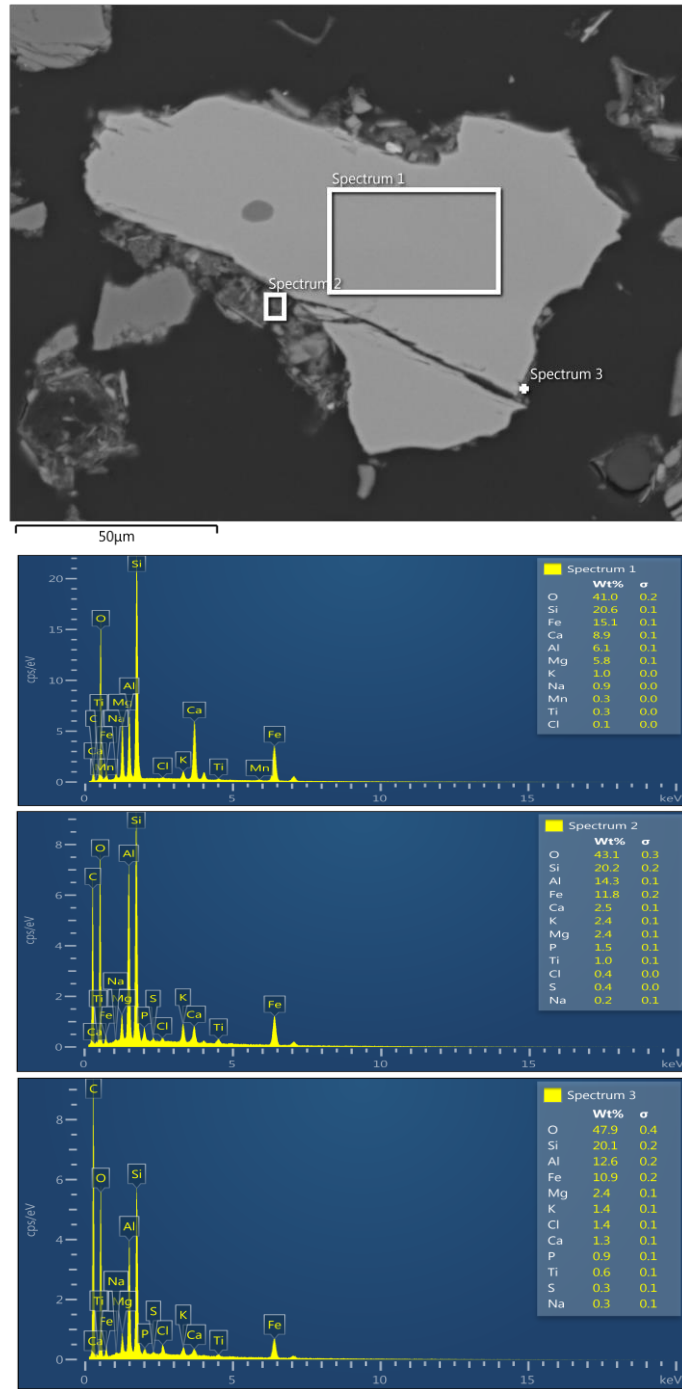 Spectrum 1
Spectrum 2
Spectrum 3
50µm
Spectrum 1
Wt% σ
O 41.0 0.2
Si 20.6 0.1
Fe 15.1 0.1
Ca 8.9 0.1
Al 6.1 0.1
Mg 5.8 0.1
K 1.0 0.0
Na 0.9 0.0
Mn 0.3 0.0
Ti 0.3 0.0
Cl 0.1 0.0
cps/eV
20
15
10
5
0
Si
O
Al
Ti Mg
C Na
Fe
Ca
Mn
Cl K Ca Ti Mn Fe
0 5 10 15 keV
Spectrum 2
Wt% σ
O 43.1 0.3
Si 20.2 0.2
Al 14.3 0.1
Fe 11.8 0.2
Ca 2.5 0.1
K 2.4 0.1
Mg 2.4 0.1
P 1.5 0.1
Ti 1.0 0.1
Cl 0.4 0.0
S 0.4 0.0
Na 0.2 0.1
cps/eV
8
6
4
2
0
Si
O
Al
C
Na
Ti Mg S K
Fe P Cl Ca Ti Fe
Ca
0 5 10 15 keV
Spectrum 3
Wt% σ
O 47.9 0.4
Si 20.1 0.2
Al 12.6 0.2
Fe 10.9 0.2
Mg 2.4 0.1
K 1.4 0.1
Cl 1.4 0.1
Ca 1.3 0.1
P 0.9 0.1
Ti 0.6 0.1
S 0.3 0.1
Na 0.3 0.1
cps/eV
8
6
4
2
0
C
O Si
Al
Na
Ti Mg S K
Fe P Cl Ca Ti Fe
Ca
0 5 10 15 keV